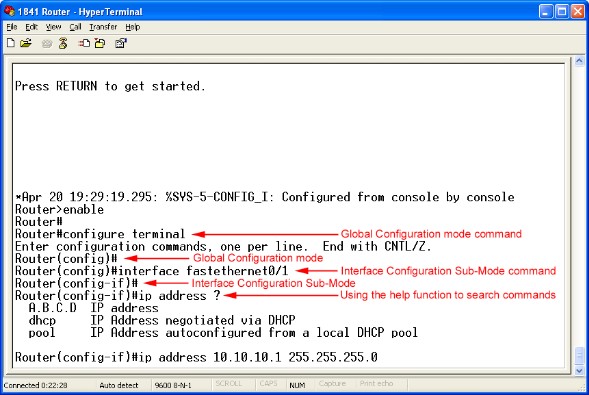 1841 Router - HyperTerminal
File Edit View Call Transfer Help
Press RETURN to get started.
*Apr 20 19:29:19.295: %SYS-5-CONFIG_I: Configured from console by console
Router>enable
Router#
Router#configure terminal Global Configuration mode command
Enter configuration commands, one per line. End with CNTL/Z.
Router(config)# Global Configuration mode
Router(config)#interface fastethernet0/1 Interface Configuration Sub-Mode command
Router(config-if)# Interface Configuration Sub-Mode
Router(config-if)#ip address ? Using the help function to search commands
A.B.C.D IP address
dhcp IP Address negotiated via DHCP
pool IP Address autoconfigured from a local DHCP pool
Router(config-if)#ip address 10.10.10.1 255.255.255.0
Connected 0:22:28 Auto detect 9600 8-N-1 SCROLL CAPS NUM Capture Print echo